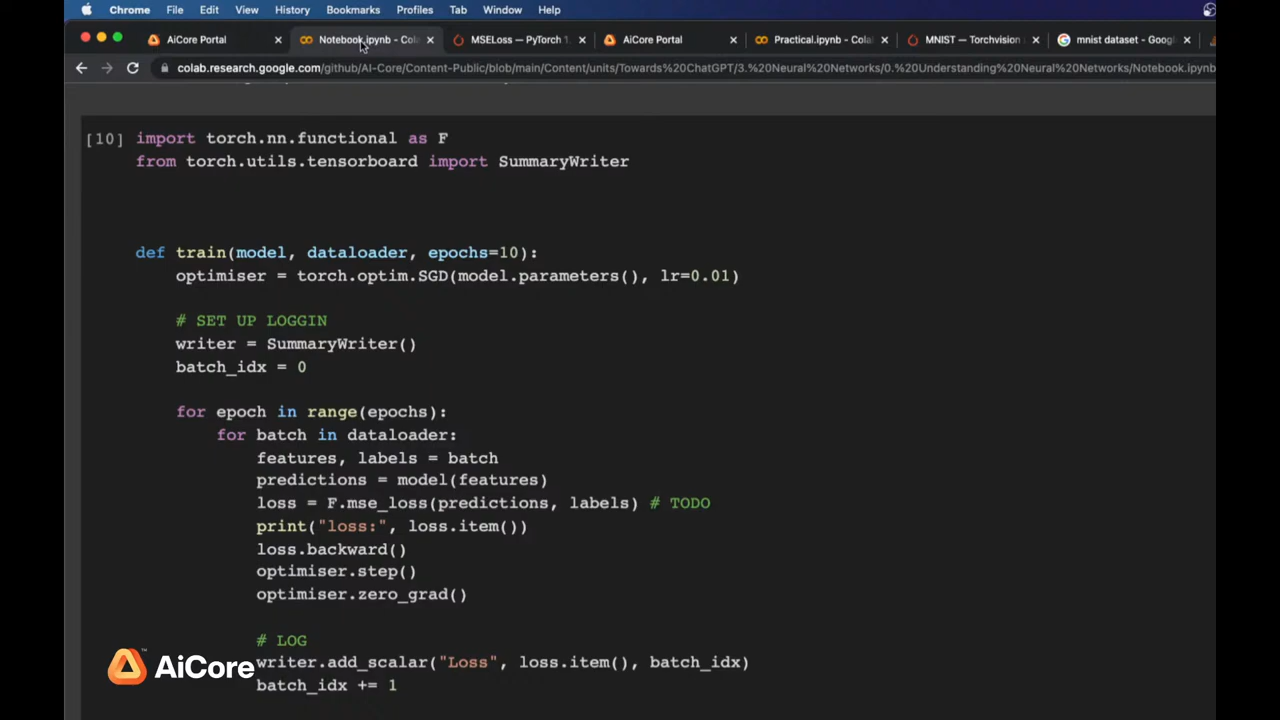 Chrome File Edit View History Bookmarks Profiles Tab Window Help
AiCore Portal Notebook.ipynb - Cola MSELoss — PyTorch 1. AiCore Portal Practical.ipynb - Colab MNIST — Torchvision mnist dataset - Goog
colab.research.google.com/github/AI-Core/Content-Public/blob/main/Content/units/Towards%20ChatGPT/3.%20Neural%20Networks/0.%20Understanding%20Neural%20Networks/Notebook.ipynb
[10] import torch.nn.functional as F
from torch.utils.tensorboard import SummaryWriter
def train(model, dataloader, epochs=10):
optimiser = torch.optim.SGD(model.parameters(), lr=0.01)
# SET UP LOGGIN
writer = SummaryWriter()
batch_idx = 0
for epoch in range(epochs):
for batch in dataloader:
features, labels = batch
predictions = model(features)
loss = F.mse_loss(predictions, labels) # TODO
print("loss:", loss.item())
loss.backward()
optimiser.step()
optimiser.zero_grad()
# LOG
AiCore
writer.add_scalar("Loss", loss.item(), batch_idx)
batch_idx += 1